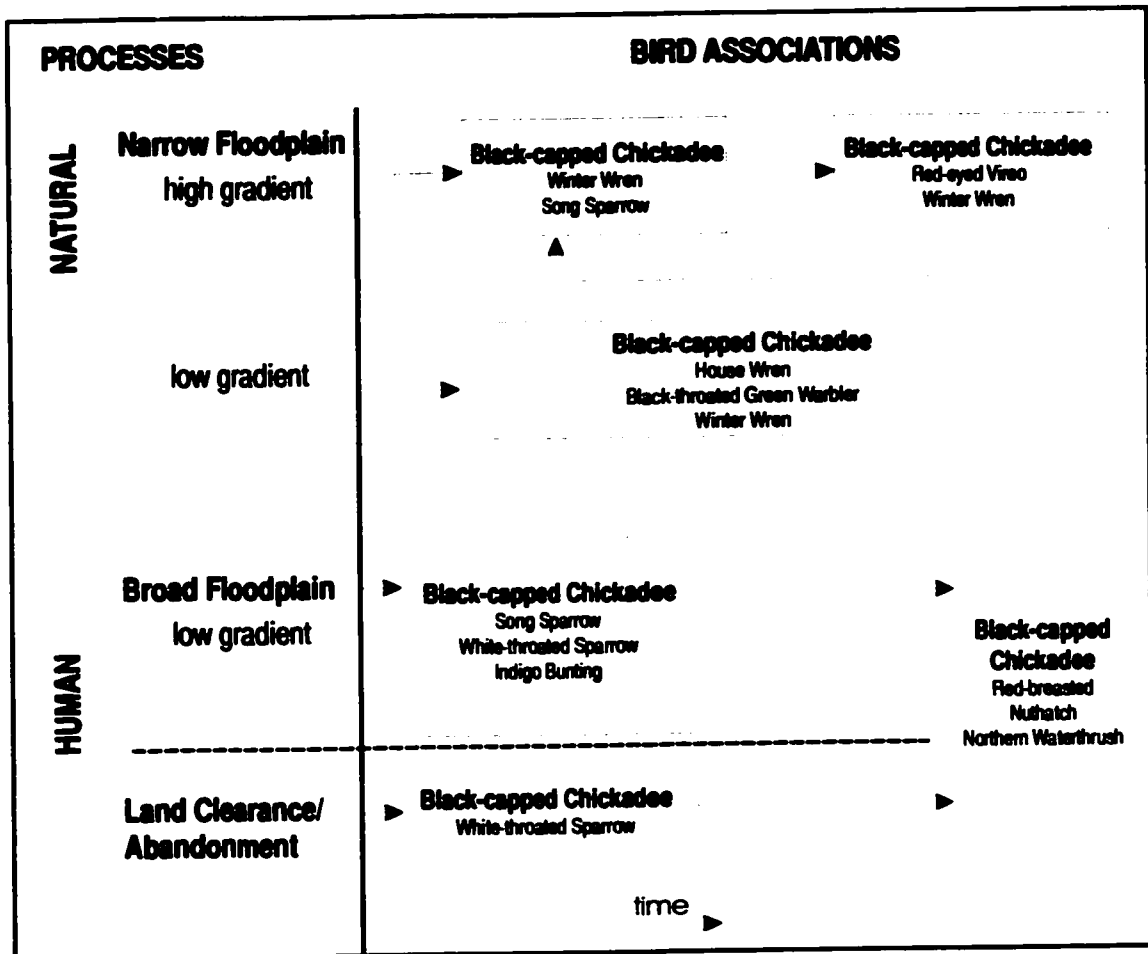 PROCESSES
BIRD ASSOCIATIONS
NATURAL
Narrow Floodplain
high gradient
Black-capped Chickadee
Winter Wren
Song Sparrow
Black-capped Chickadee
Red-eyed Vireo
Winter Wren
low gradient
Black-capped Chickadee
House Wren
Black-throated Green Warbler
Winter Wren
HUMAN
Broad Floodplain
low gradient
Black-capped Chickadee
Song Sparrow
White-throated Sparrow
Indigo Bunting
Black-capped
Chickadee
Red-breasted
Nuthatch
Northern Waterthrush
Land Clearance/
Abandonment
Black-capped Chickadee
White-throated Sparrow
time